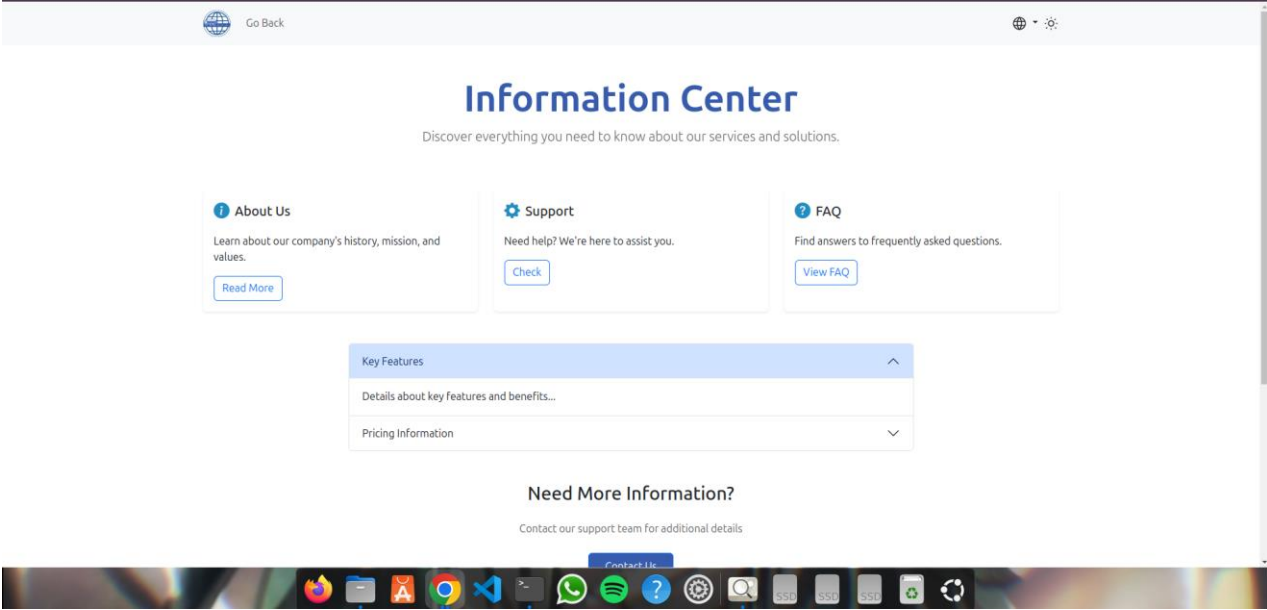 Go Back
Information Center
Discover everything you need to know about our services and solutions.
About Us
Learn about our company's history, mission, and
values.
Read More
Support
Need help? We're here to assist you.
Check
FAQ
Find answers to frequently asked questions.
View FAQ
Key Features
Details about key features and benefits...
Pricing Information
Need More Information?
Contact our support team for additional details
Contact Us
SSD
SSD
SSD